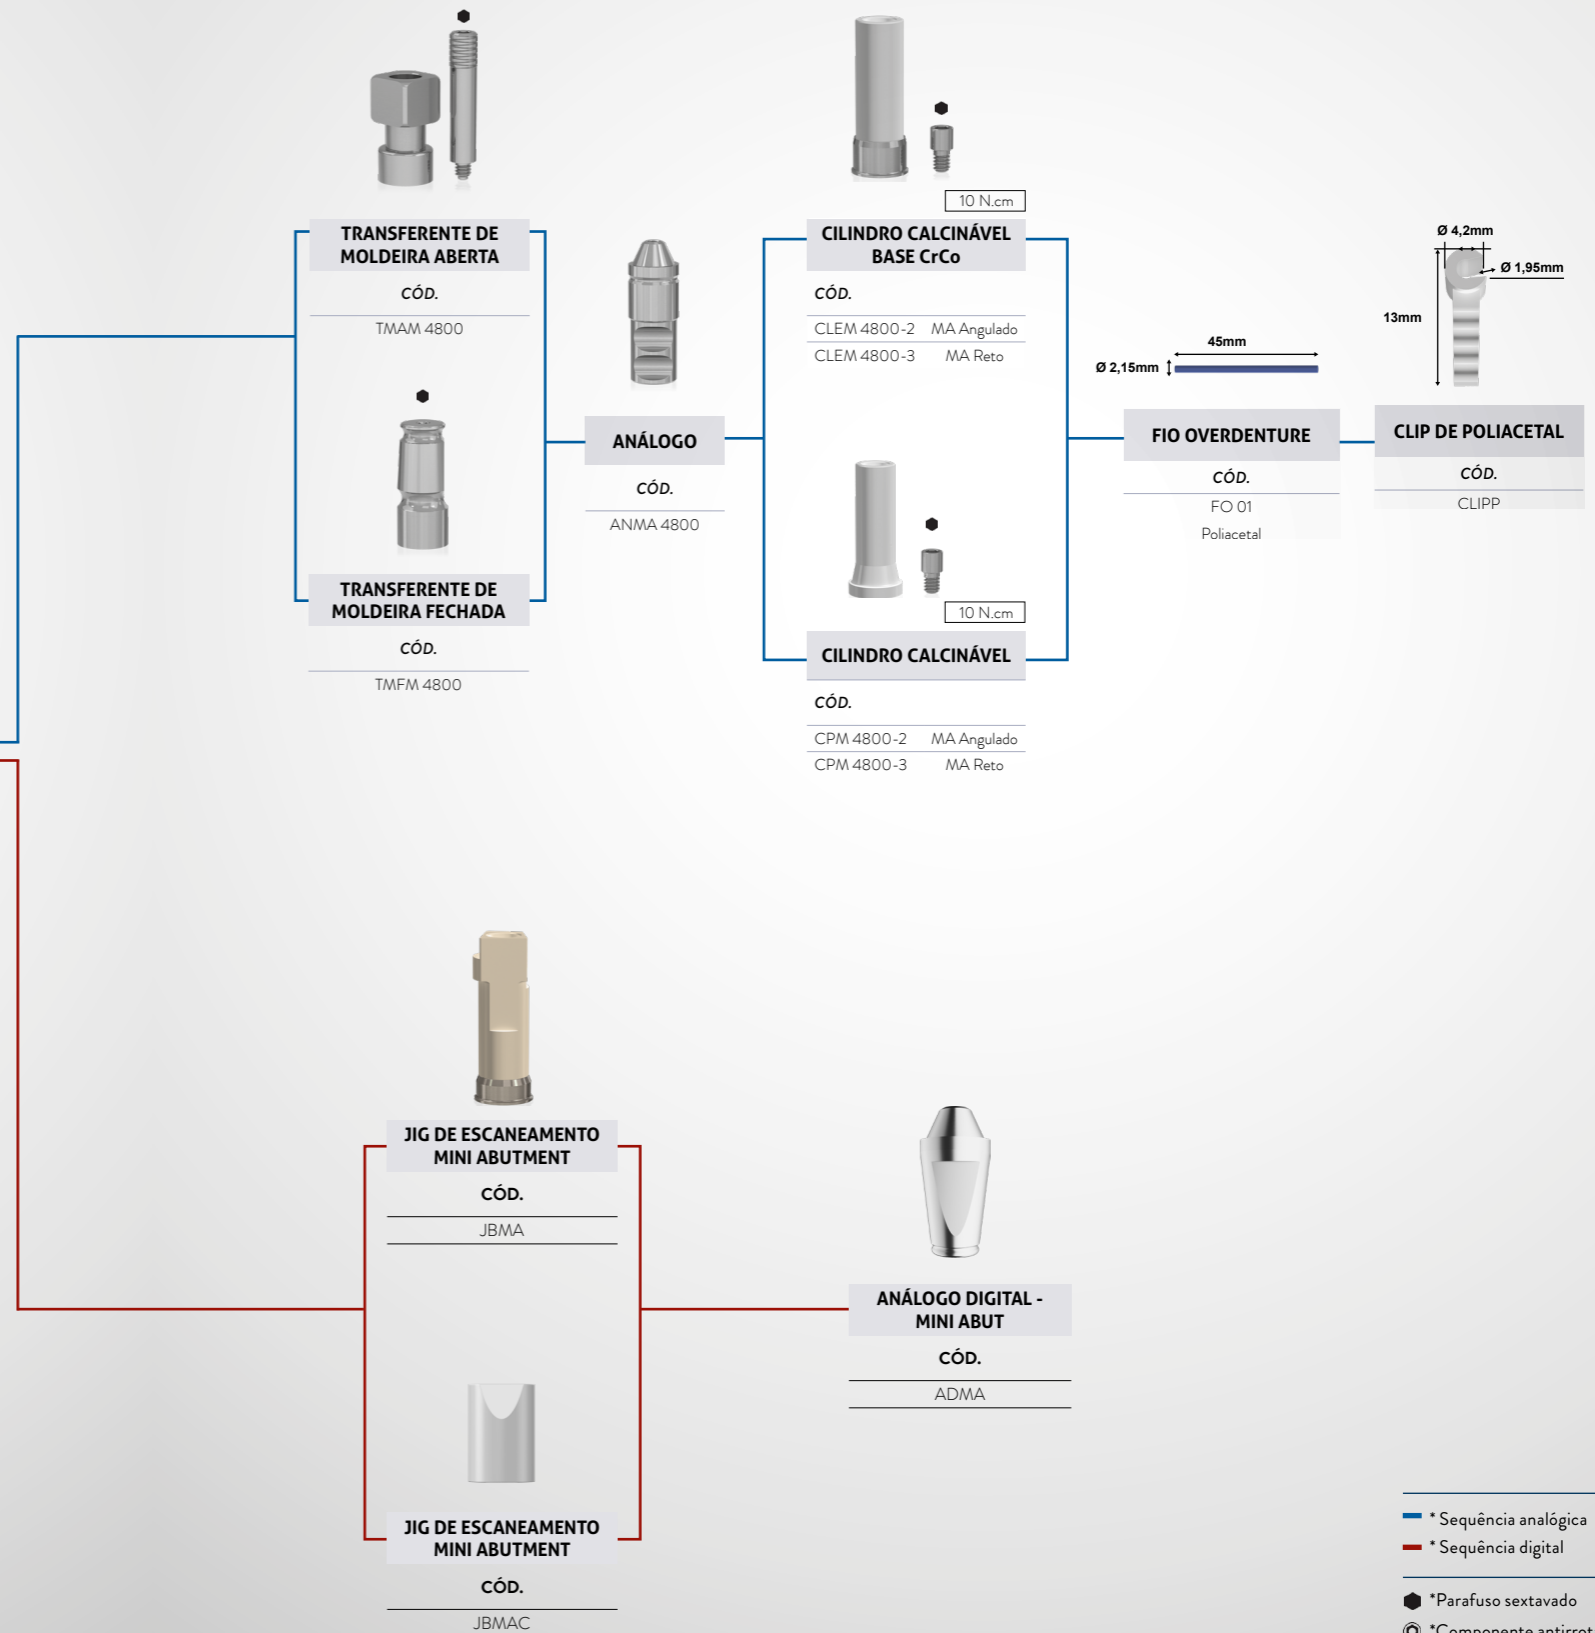 TRANSFERENTE DE
MOLDEIRA ABERTA
CÓD.
TMAM 4800
TRANSFERENTE DE
MOLDEIRA FECHADA
CÓD.
TMFM 4800
ANÁLOGO
CÓD.
ANMA 4800
10 N.cm
CILINDRO CALCINÁVEL
BASE CrCo
CÓD.
CLEM 4800-2 MA Angulado
CLEM 4800-3 MA Reto
10 N.cm
CILINDRO CALCINÁVEL
CÓD.
CPM 4800-2 MA Angulado
CPM 4800-3 MA Reto
45mm
Ø 2,15mm
FIO OVERDENTURE
CÓD.
FO 01
Poliacetal
Ø 4,2mm
Ø 1,95mm
13mm
CLIP DE POLIACETAL
CÓD.
CLIPP
JIG DE ESCANEAMENTO
MINI ABUTMENT
CÓD.
JBMA
JIG DE ESCANEAMENTO
MINI ABUTMENT
CÓD.
JBMAC
ANÁLOGO DIGITAL -
MINI ABUT
CÓD.
ADMA
* Sequência analógica
* Sequência digital
*Parafuso sextavado
*Componente antirrot